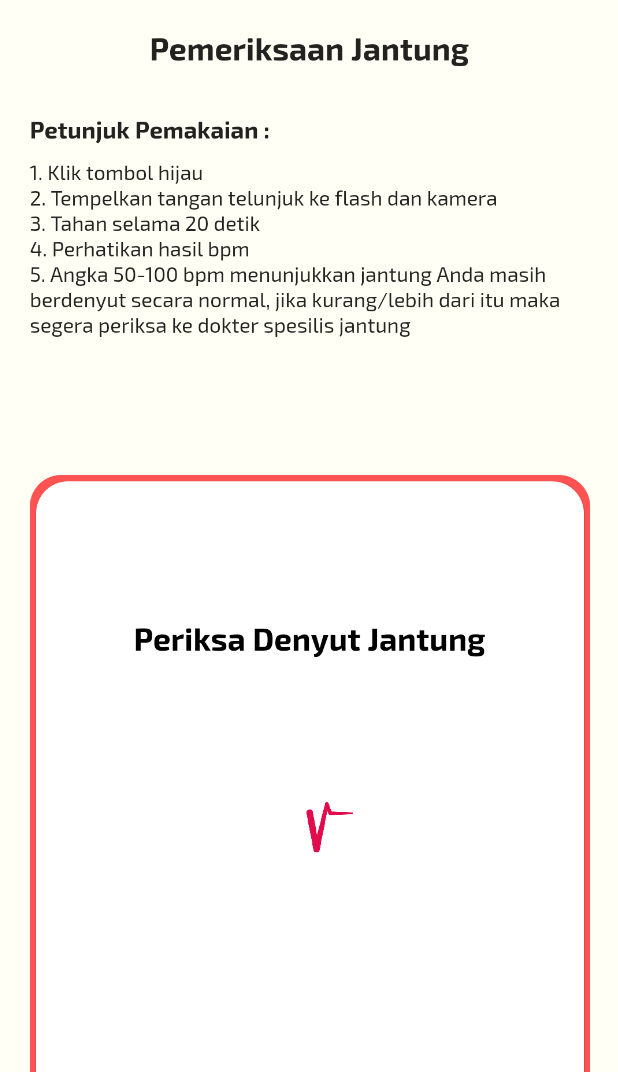 Pemeriksaan Jantung
Petunjuk Pemakaian :
1. Klik tombol hijau
2. Tempelkan tangan telunjuk ke flash dan kamera
3. Tahan selama 20 detik
4. Perhatikan hasil bpm
5. Angka 50-100 bpm menunjukkan jantung Anda masih
berdenyut secara normal, jika kurang/lebih dari itu maka
segera periksa ke dokter spesilis jantung
Periksa Denyut Jantung